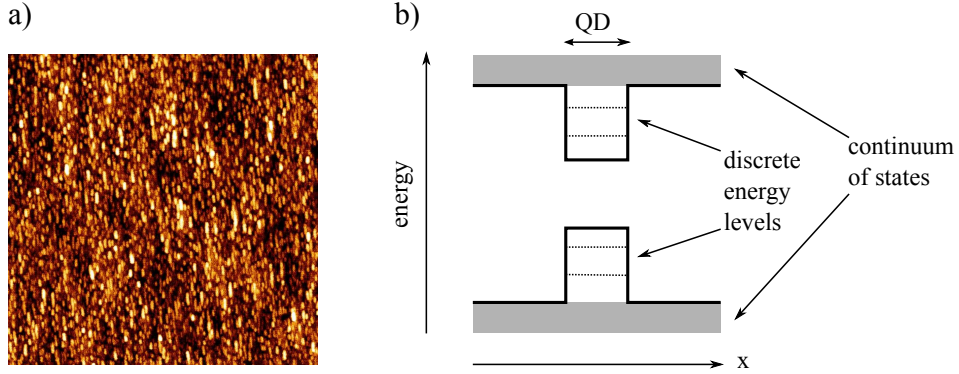 a)
b)
QD
energy
discrete
energy
levels
continuum
of states
x